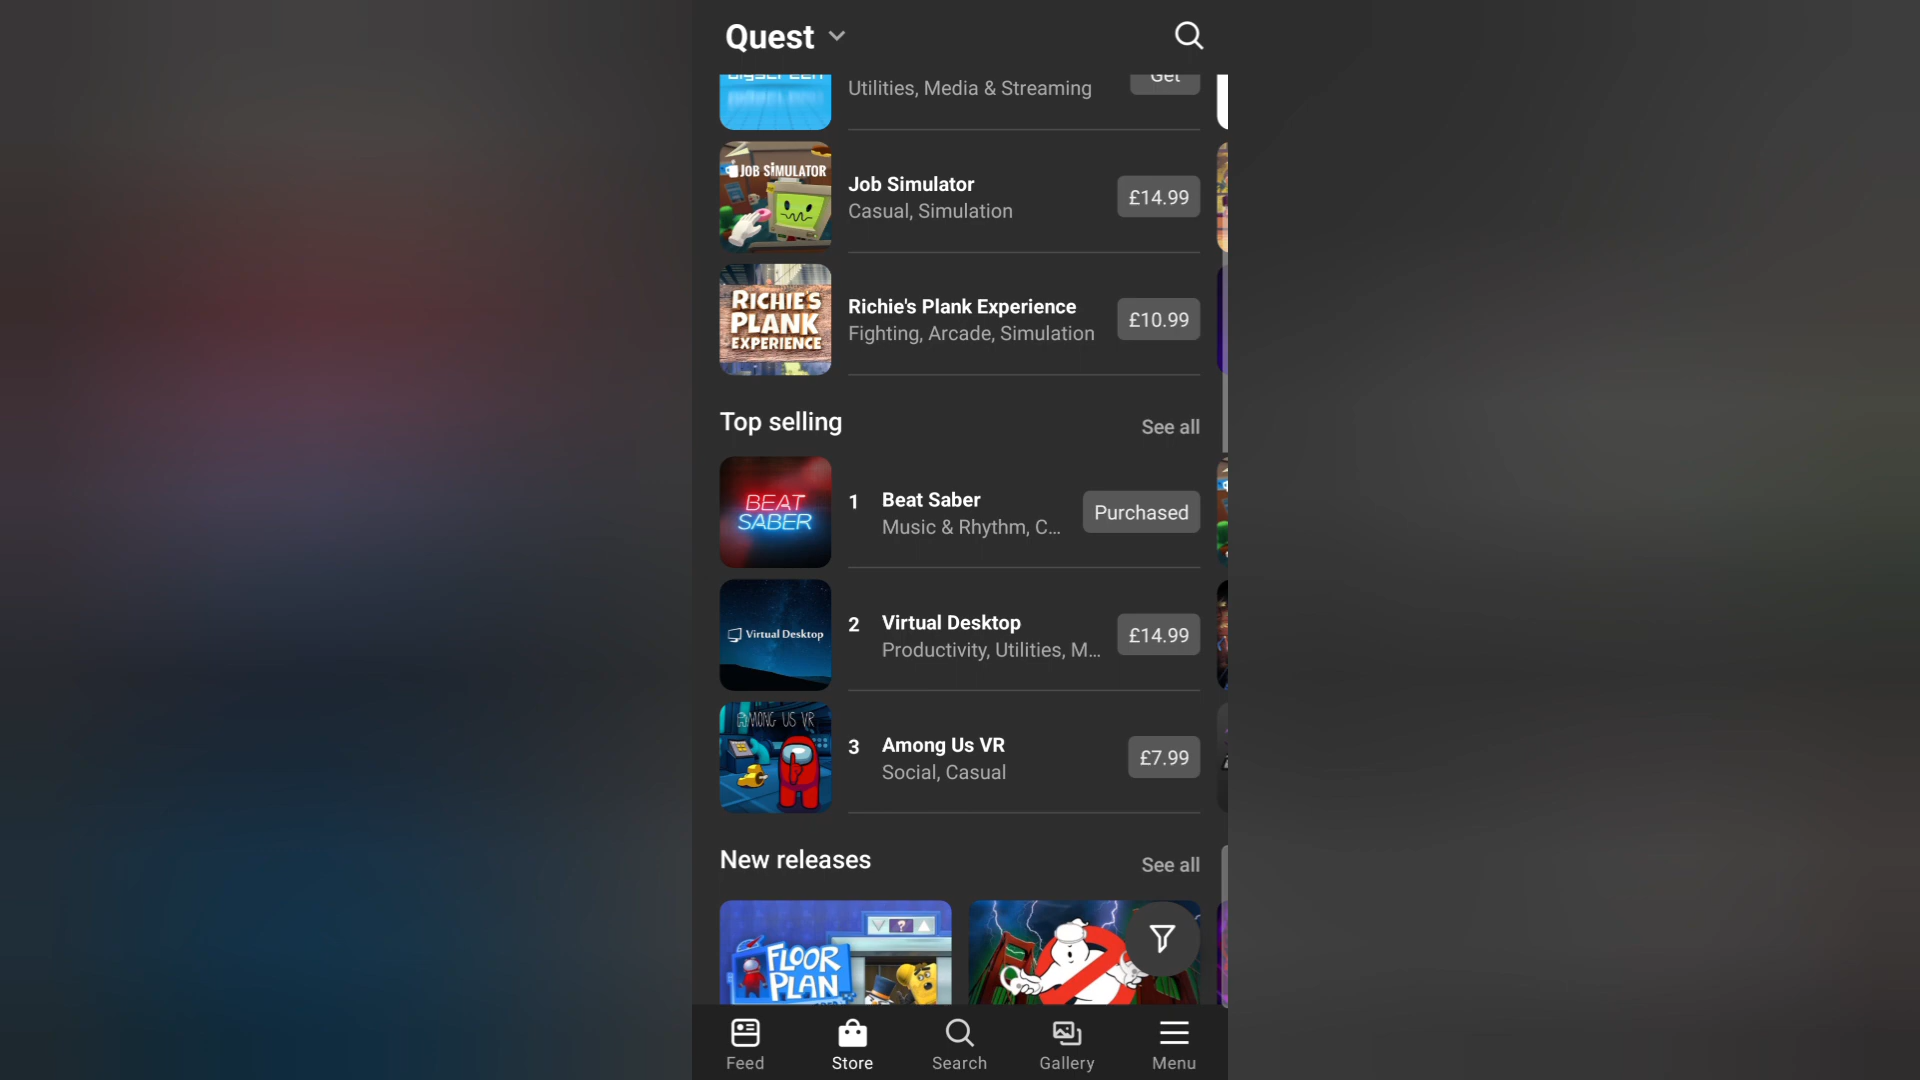 Quest
BIGSCREEN
Utilities, Media & Streaming
Get
JOB SIMULATOR
Job Simulator
Casual, Simulation
£14.99
RICHIE'S
PLANK
EXPERIENCE
Richie's Plank Experience
Fighting, Arcade, Simulation
£10.99
Top selling
See all
BEAT
SABER
1
Beat Saber
Music & Rhythm, C...
Purchased
Virtual Desktop
2
Virtual Desktop
Productivity, Utilities, M...
£14.99
AMONG US VR
3
Among Us VR
Social, Casual
£7.99
New releases
See all
?
FLOOR
PLAN
Feed
Store
Search
Gallery
Menu